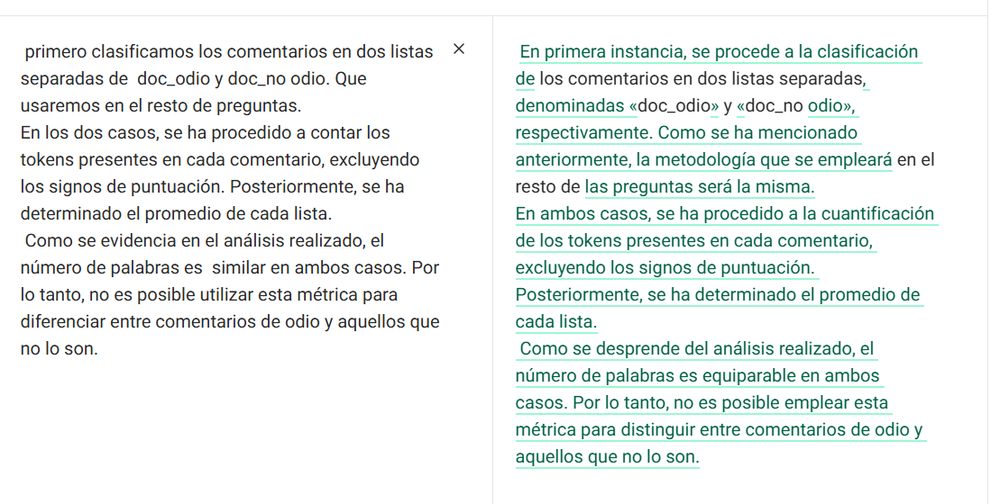 primero clasificamos los comentarios en dos listas
separadas de  doc_odio y doc_no odio. Que
usaremos en el resto de preguntas.
En los dos casos, se ha procedido a contar los
tokens presentes en cada comentario, excluyendo
los signos de puntuación. Posteriormente, se ha
determinado el promedio de cada lista.
Como se evidencia en el análisis realizado, el
número de palabras es  similar en ambos casos. Por
lo tanto, no es posible utilizar esta métrica para
diferenciar entre comentarios de odio y aquellos que
no lo son.
En primera instancia, se procede a la clasificación
de los comentarios en dos listas separadas,
denominadas «doc_odio» y «doc_no odio»,
respectivamente. Como se ha mencionado
anteriormente, la metodología que se empleará en el
resto de las preguntas será la misma.
En ambos casos, se ha procedido a la cuantificación
de los tokens presentes en cada comentario,
excluyendo los signos de puntuación.
Posteriormente, se ha determinado el promedio de
cada lista.
Como se desprende del análisis realizado, el
número de palabras es equiparable en ambos
casos. Por lo tanto, no es posible emplear esta
métrica para distinguir entre comentarios de odio y
aquellos que no lo son.